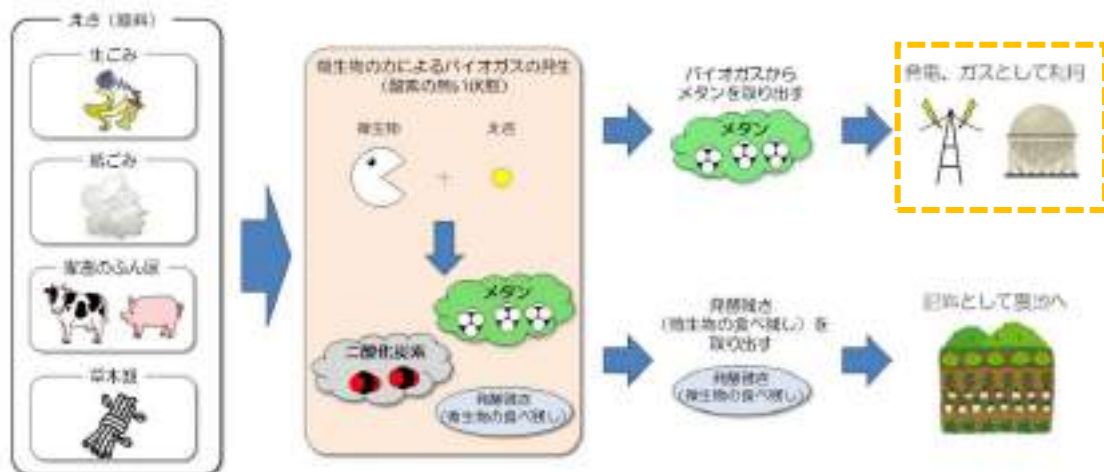 えさ（原料）
生ごみ
紙ごみ
家畜のふん尿
草木類
微生物の力によるバイオガスの発生
（酸素の無い状態）
微生物
えさ
+
メタン
二酸化炭素
発酵残さ
（微生物の食べ残し）
バイオガスから
メタンを取り出す
メタン
発電、ガスとして利用
発酵残さ
（微生物の食べ残し）を
取り出す
発酵残さ
（微生物の食べ残し）
肥料として農地へ